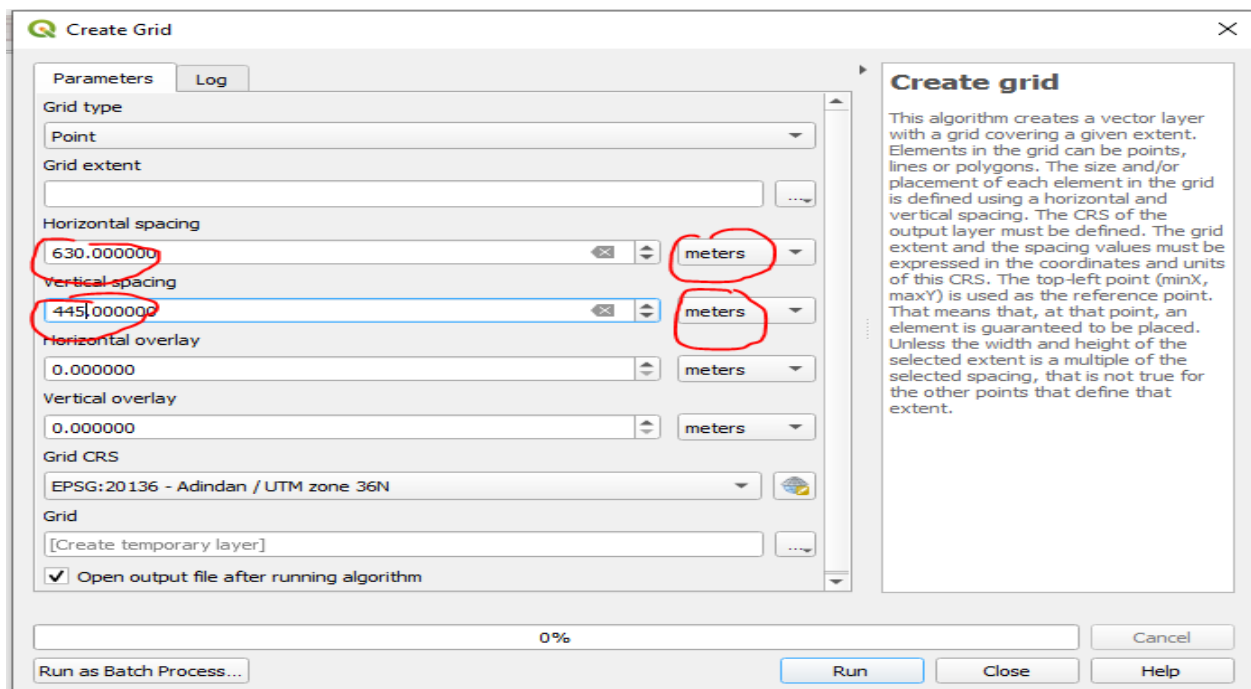 Create Grid
Parameters
Log
Grid type
Point
Grid extent
...
Horizontal spacing
630.000000
meters
Vertical spacing
445.000000
meters
Horizontal overlay
0.000000
meters
Vertical overlay
0.000000
meters
Grid CRS
EPSG:20136 - Adindan / UTM zone 36N
Grid
[Create temporary layer]
...
Open output file after running algorithm
Create grid
This algorithm creates a vector layer
with a grid covering a given extent.
Elements in the grid can be points,
lines or polygons. The size and/or
placement of each element in the grid
is defined using a horizontal and
vertical spacing. The CRS of the
output layer must be defined. The grid
extent and the spacing values must be
expressed in the coordinates and units
of this CRS. The top-left point (minX,
maxY) is used as the reference point.
That means that, at that point, an
element is guaranteed to be placed.
Unless the width and height of the
selected extent is a multiple of the
selected spacing, that is not true for
the other points that define that
extent.
0%
Cancel
Run as Batch Process...
Run
Close
Help